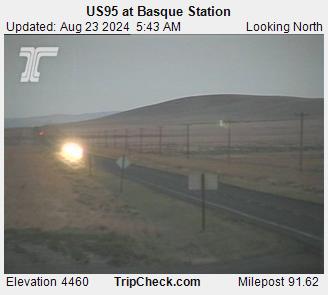 US95 at Basque Station
Updated: Aug 23 2024 5:43 AM Looking North
Elevation 4460 TripCheck.com Milepost 91.62